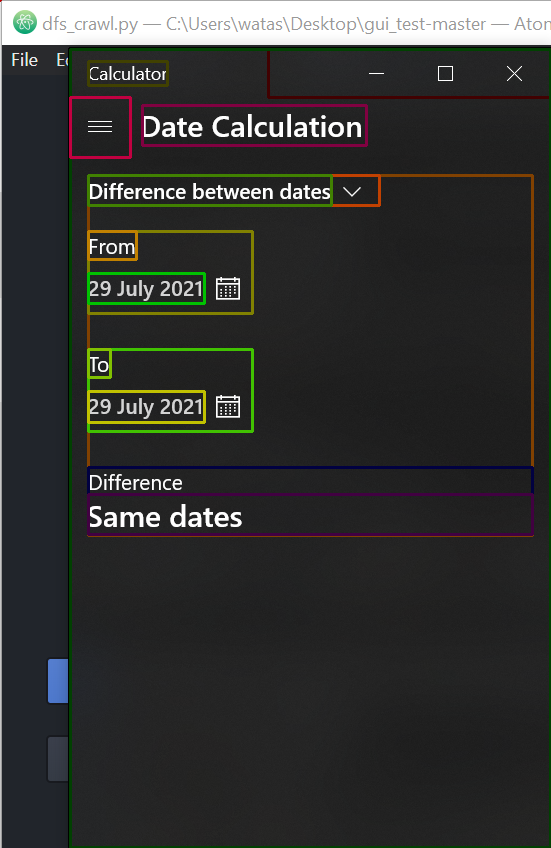 dfs_crawl.py — C:\Users\watas\Desktop\gui_test-master — Atom
File
Calculator
Date Calculation
Difference between dates
From
29 July 2021
To
29 July 2021
Difference
Same dates